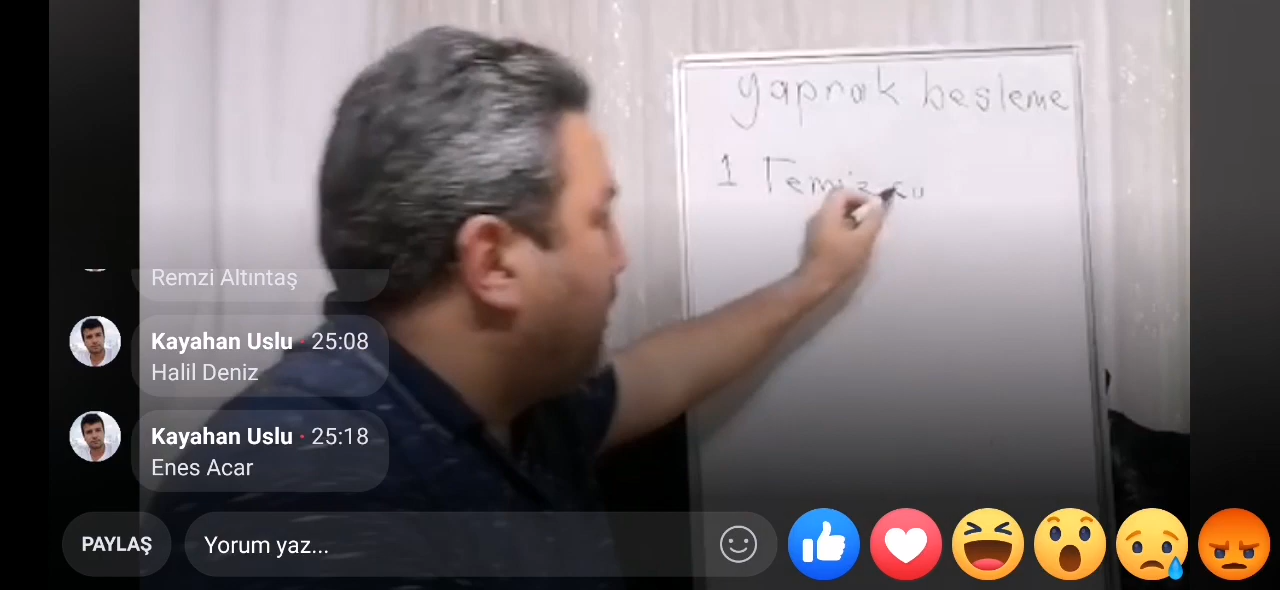 yaprak besleme
1 Temiz su
Remzi Altıntaş
Kayahan Uslu · 25:08
Halil Deniz
Kayahan Uslu · 25:18
Enes Acar
PAYLAŞ
Yorum yaz...